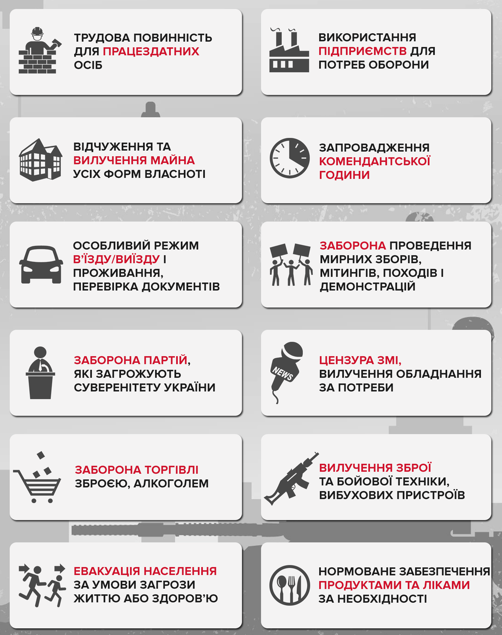 ТРУДОВА ПОВИННІСТЬ
ДЛЯ ПРАЦЕЗДАТНИХ
ОСІБ
ВИКОРИСТАННЯ
ПІДПРИЄМСТВ ДЛЯ
ПОТРЕБ ОБОРОНИ
ВІДЧУЖЕННЯ ТА
ВИЛУЧЕННЯ МАЙНА
УСІХ ФОРМ ВЛАСНОТІ
ЗАПРОВАДЖЕННЯ
КОМЕНДАНТСЬКОЇ
ГОДИНИ
ОСОБЛИВИЙ РЕЖИМ
В'ЇЗДУ/ВИЇЗДУ І
ПРОЖИВАННЯ,
ПЕРЕВІРКА ДОКУМЕНТІВ
ЗАБОРОНА ПРОВЕДЕННЯ
МИРНИХ ЗБОРІВ,
МІТИНГІВ, ПОХОДІВ І
ДЕМОНСТРАЦІЙ
ЗАБОРОНА ПАРТІЙ,
ЯКІ ЗАГРОЖУЮТЬ
СУВЕРЕНІТЕТУ УКРАЇНИ
NEWS
ЦЕНЗУРА ЗМІ,
ВИЛУЧЕННЯ ОБЛАДНАННЯ
ЗА ПОТРЕБИ
ЗАБОРОНА ТОРГІВЛІ
ЗБРОЄЮ, АЛКОГОЛЕМ
ВИЛУЧЕННЯ ЗБРОЇ
ТА БОЙОВОЇ ТЕХНІКИ,
ВИБУХОВИХ ПРИСТРОЇВ
ЕВАКУАЦІЯ НАСЕЛЕННЯ
ЗА УМОВИ ЗАГРОЗИ
ЖИТТЮ АБО ЗДОРОВ'Ю
НОРМОВАНЕ ЗАБЕЗПЕЧЕННЯ
ПРОДУКТАМИ ТА ЛІКАМИ
ЗА НЕОБХІДНОСТІ